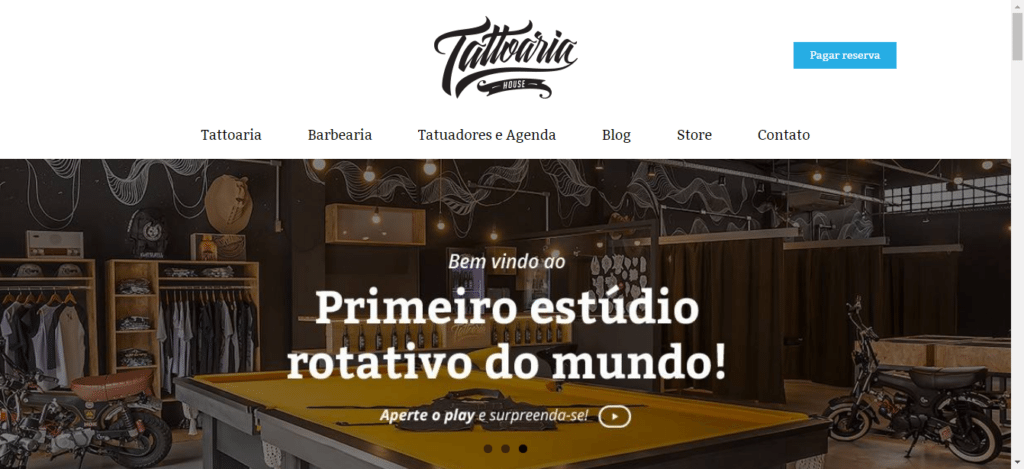 Tattoaria
HOUSE
Pagar reserva
Tattoaria
Barbearia
Tatuadores e Agenda
Blog
Store
Contato
Bem vindo ao
Primeiro estúdio
rotativo do mundo!
Aperte o play e surpreenda-se!